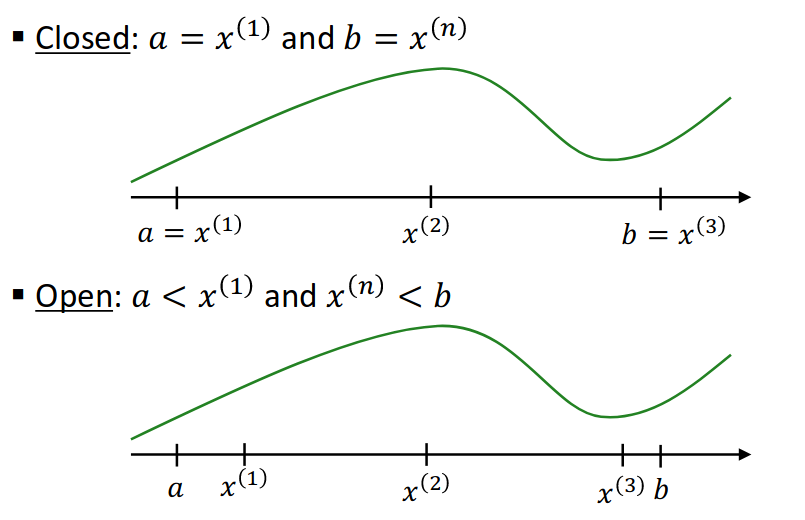 ▪ Closed: a = x⁽¹⁾ and b = x⁽ⁿ⁾
a = x⁽¹⁾ x⁽²⁾ b = x⁽³⁾
▪ Open: a < x⁽¹⁾ and x⁽ⁿ⁾ < b
a x⁽¹⁾ x⁽²⁾ x⁽³⁾ b